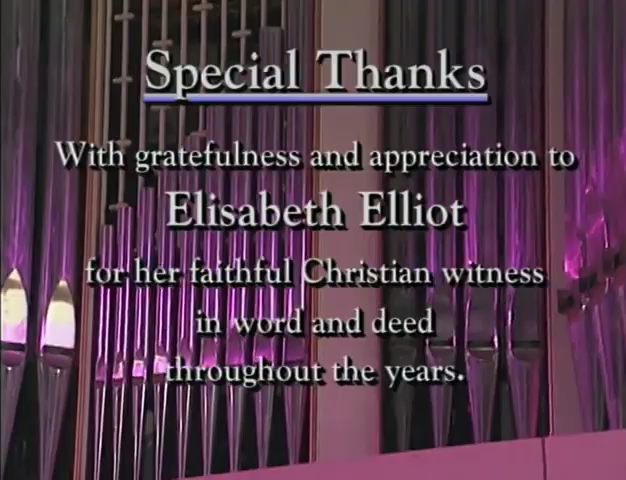 Special Thanks
With gratefulness and appreciation to
Elisabeth Elliot
for her faithful Christian witness
in word and deed
throughout the years.